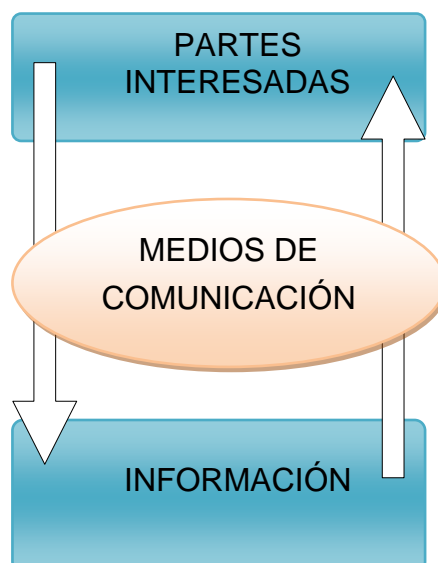 PARTES
INTERESADAS
MEDIOS DE
COMUNICACIÓN
INFORMACIÓN